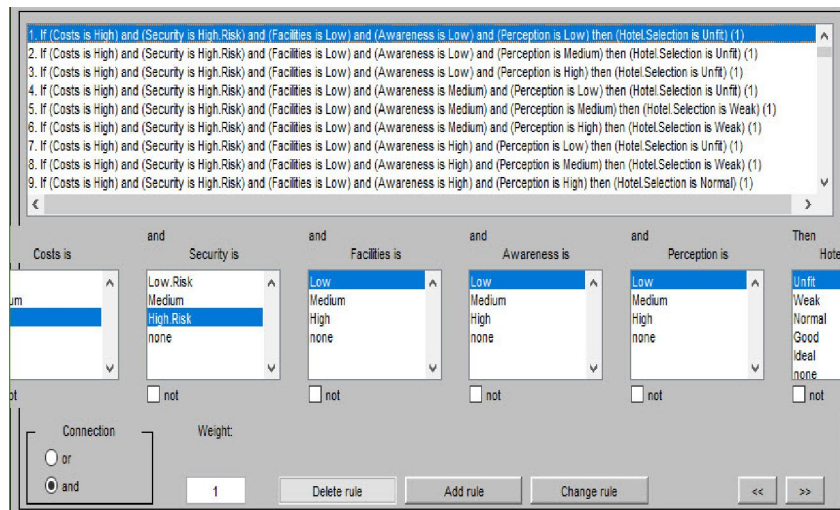 1. If (Costs is High) and (Security is High.Risk) and (Facilities is Low) and (Awareness is Low) and (Perception is Low) then (Hotel.Selection is Unfit) (1)
2. If (Costs is High) and (Security is High.Risk) and (Facilities is Low) and (Awareness is Low) and (Perception is Medium) then (Hotel.Selection is Unfit) (1)
3. If (Costs is High) and (Security is High.Risk) and (Facilities is Low) and (Awareness is Low) and (Perception is High) then (Hotel.Selection is Unfit) (1)
4. If (Costs is High) and (Security is High.Risk) and (Facilities is Low) and (Awareness is Medium) and (Perception is Low) then (Hotel.Selection is Unfit) (1)
5. If (Costs is High) and (Security is High.Risk) and (Facilities is Low) and (Awareness is Medium) and (Perception is Medium) then (Hotel.Selection is Weak) (1)
6. If (Costs is High) and (Security is High.Risk) and (Facilities is Low) and (Awareness is Medium) and (Perception is High) then (Hotel.Selection is Weak) (1)
7. If (Costs is High) and (Security is High.Risk) and (Facilities is Low) and (Awareness is High) and (Perception is Low) then (Hotel.Selection is Unfit) (1)
8. If (Costs is High) and (Security is High.Risk) and (Facilities is Low) and (Awareness is High) and (Perception is Medium) then (Hotel.Selection is Weak) (1)
9. If (Costs is High) and (Security is High.Risk) and (Facilities is Low) and (Awareness is High) and (Perception is High) then (Hotel.Selection is Normal) (1)
and and and and Then
Costs is Security is Facilities is Awareness is Perception is Hote
Low.Risk Low Low Low Unfit
um Medium Medium Medium Medium Weak
High.Risk High High High Normal
none none none none Good
Ideal
none
ot not not not not not
Connection Weight:
or
and 1 Delete rule Add rule Change rule << >>